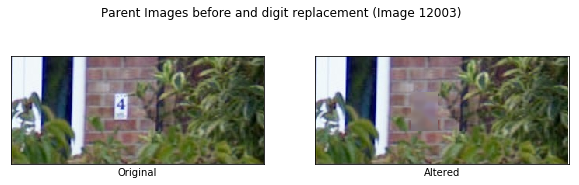 Parent Images before and digit replacement (Image 12003)
4
Original
Altered